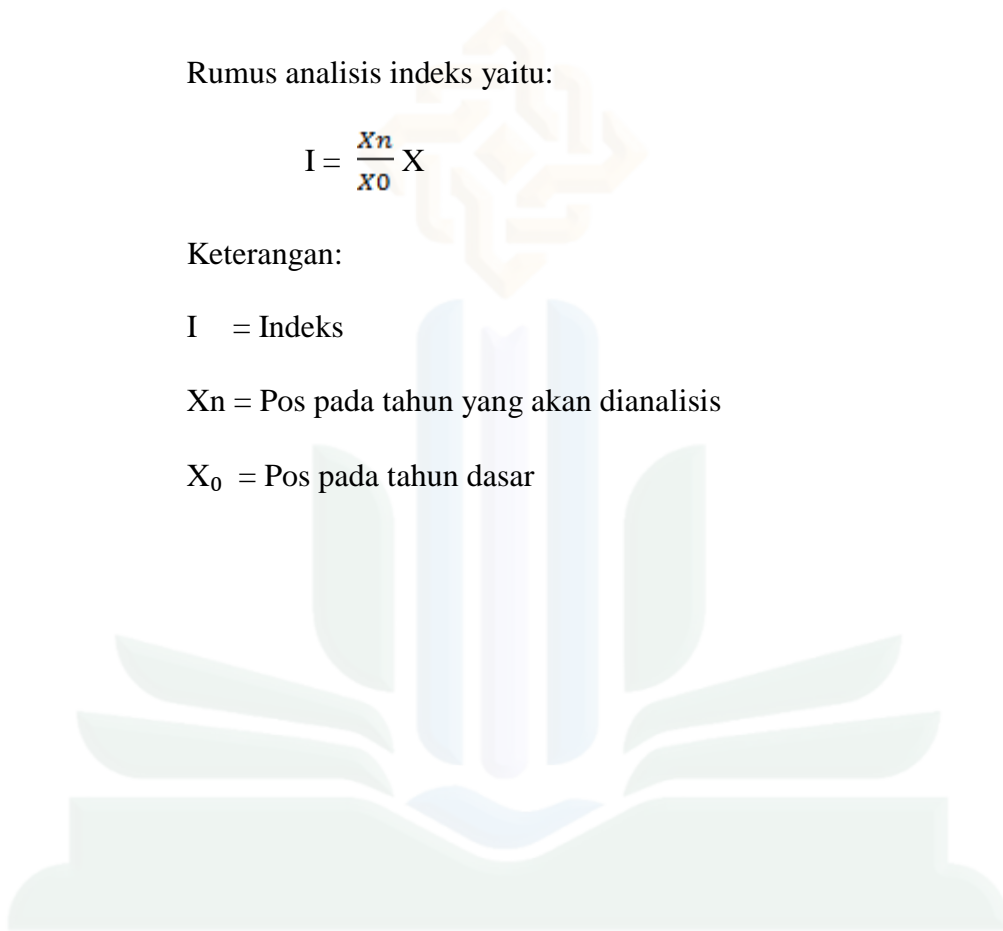 Rumus analisis indeks yaitu:
I = Xn/X0 X
Keterangan:
I = Indeks
Xn = Pos pada tahun yang akan dianalisis
X₀ = Pos pada tahun dasar